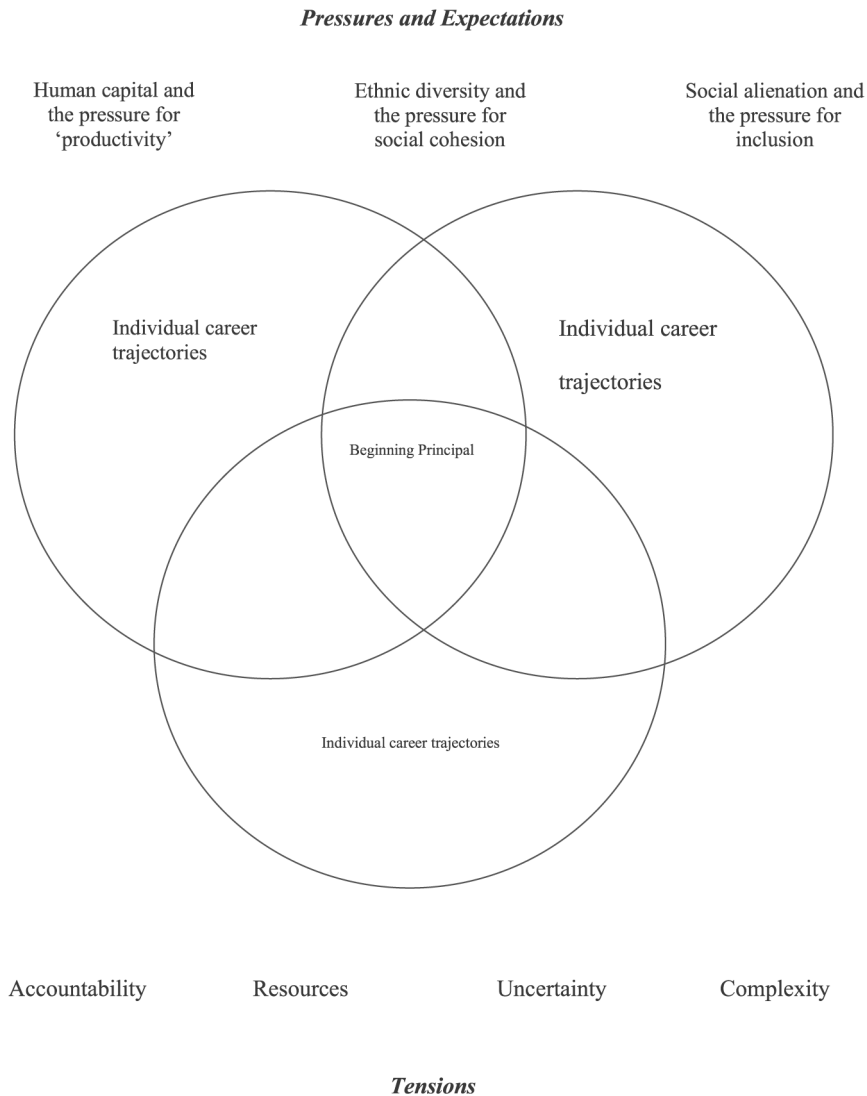 Pressures and Expectations
Human capital and
the pressure for
‘productivity’
Ethnic diversity and
the pressure for
social cohesion
Social alienation and
the pressure for
inclusion
Individual career
trajectories
Individual career
trajectories
Beginning Principal
Individual career trajectories
Accountability
Resources
Uncertainty
Complexity
Tensions